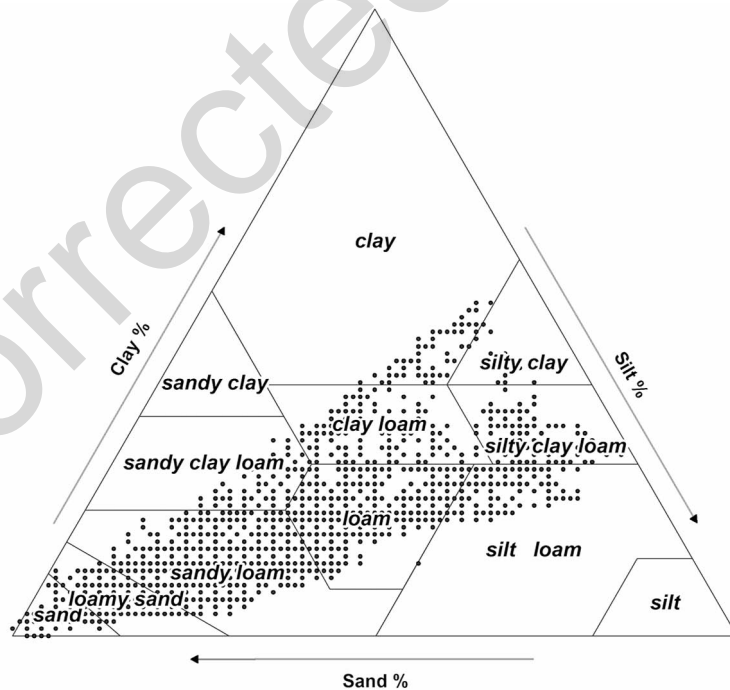 clay
Clay %
Silt %
silty clay
sandy clay
clay loam
silty clay loam
sandy clay loam
loam
silt loam
sandy loam
loamy sand
silt
sand
Sand %
orrected